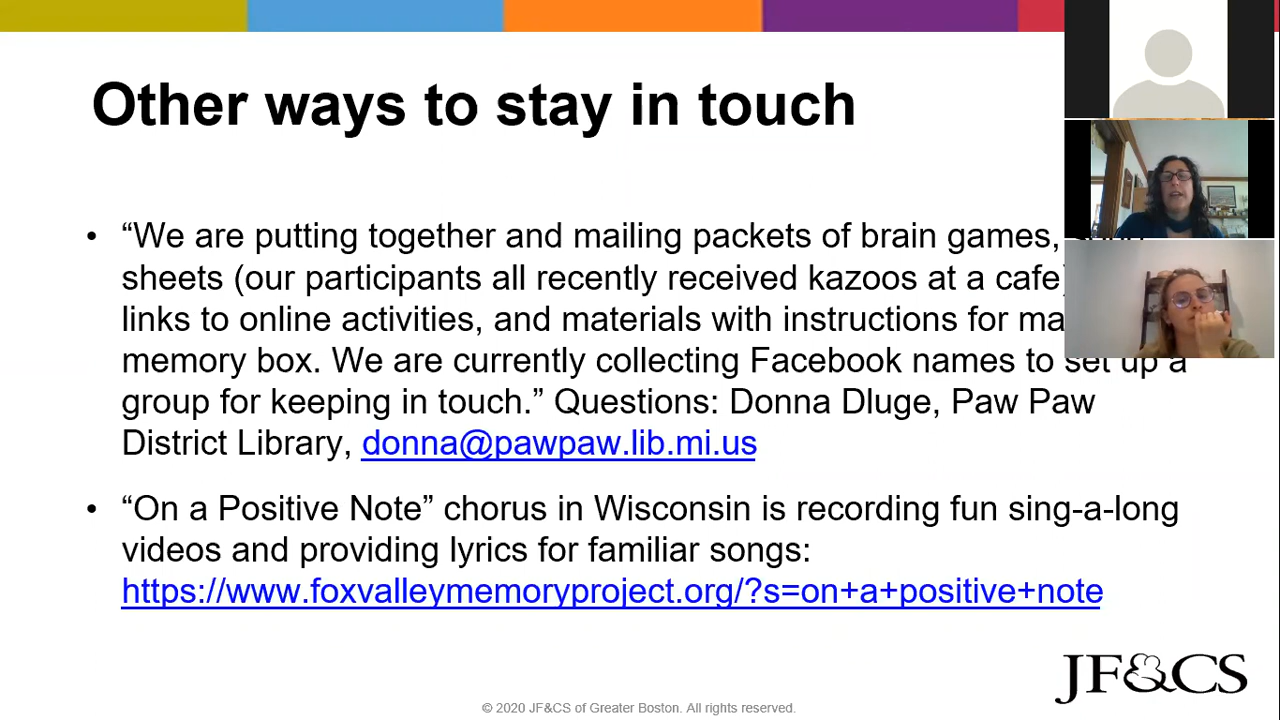 Other ways to stay in touch
• “We are putting together and mailing packets of brain games,
sheets (our participants all recently received kazoos at a cafe)
links to online activities, and materials with instructions for
memory box. We are currently collecting Facebook names to set up a
group for keeping in touch.” Questions: Donna Dluge, Paw Paw
District Library, donna@pawpaw.lib.mi.us
• “On a Positive Note” chorus in Wisconsin is recording fun sing-a-long
videos and providing lyrics for familiar songs:
https://www.foxvalleymemoryproject.org/?s=on+a+positive+note
JF&CS
© 2020 JF&CS of Greater Boston. All rights reserved.